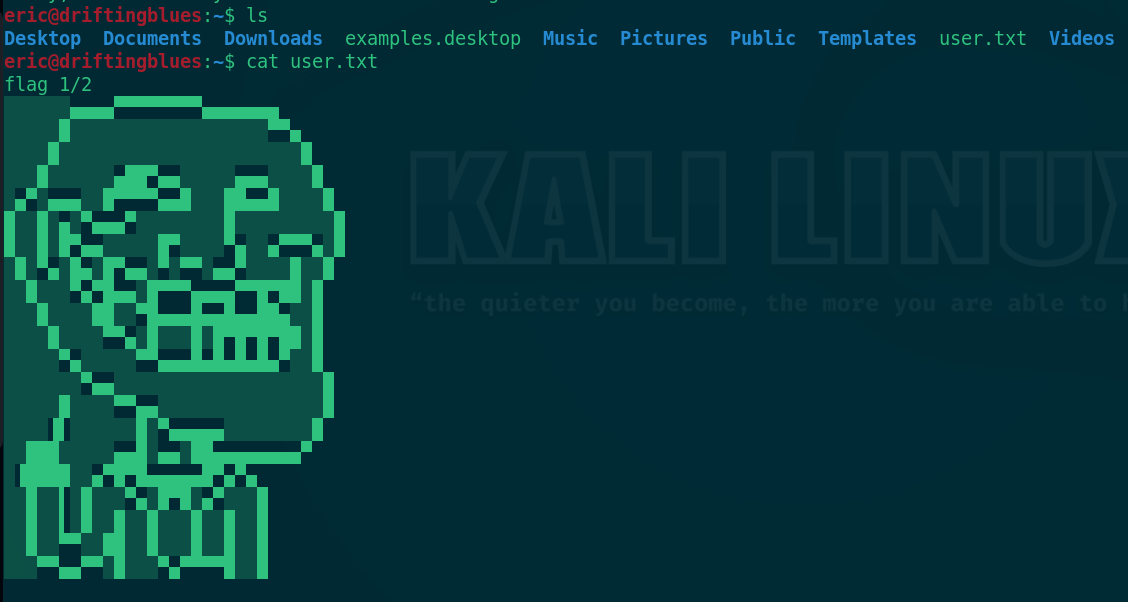 eric@driftingblues:~$ ls
Desktop Documents Downloads examples.desktop Music Pictures Public Templates user.txt Videos
eric@driftingblues:~$ cat user.txt
flag 1/2
KALI LINUX
“the quieter you become, the more you are able to